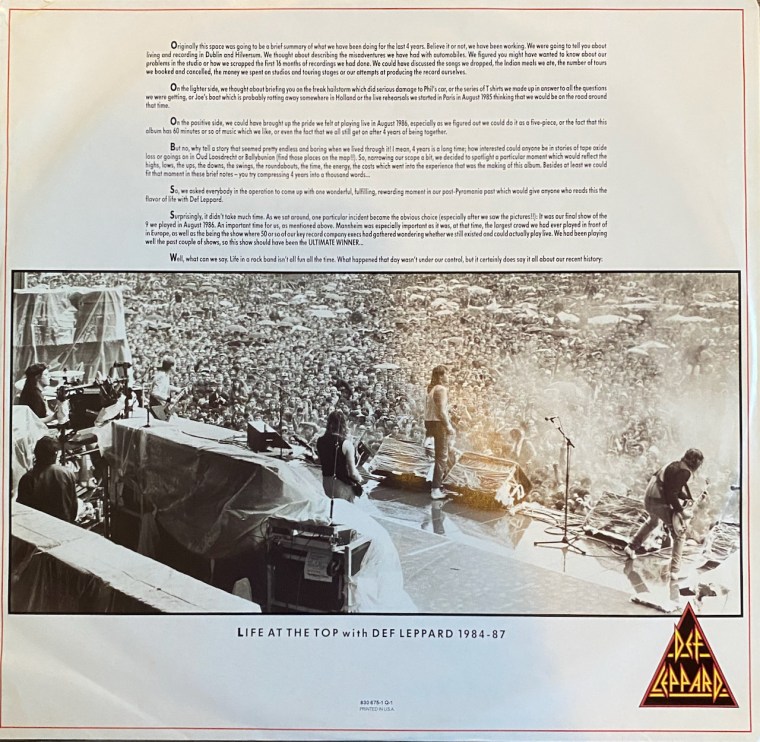 Originally this space was going to be a brief summary of what we have been doing for the last 4 years. Believe it or not, we have been working. We were going to tell you about
living and recording in Dublin and Hilversum. We thought about describing the misadventures we have had with automobiles. We figured you might have wanted to know about our
problems in the studio or how we scrapped the first 16 months of recordings we had done. We could have discussed the songs we dropped, the Indian meals we ate, the number of tours
we booked and cancelled, the money we spent on studios and touring stages or our attempts at producing the record ourselves.
On the lighter side, we thought about briefing you on the freak hailstorm which did serious damage to Phil's car, or the series of T shirts we made up in answer to all the questions
we were getting, or Joe's boat which is probably rotting away somewhere in Holland or the live rehearsals we started in Paris in August 1985 thinking that we would be on the road around
that time.
On the positive side, we could have brought up the pride we felt at playing live in August 1986, especially as we figured out we could do it as a five-piece, or the fact that this
album has 60 minutes or so of music which we like, or even the fact that we all still get on after 4 years of being together.
But no, why tell a story that seemed pretty endless and boring when we lived through it! I mean, 4 years is a long time; how interested could anyone be in stories of tape oxide
loss or goings on in Oud Loosdrecht or Ballybunion (find those places on the map!!). So, narrowing our scope a bit, we decided to spotlight a particular moment which would reflect the
highs, lows, the ups, the downs, the swings, the roundabouts, the time, the energy, the costs which went into the experience that was the making of this album. Besides at least we could
fit that moment in these brief notes – you try compressing 4 years into a thousand words...
So, we asked everybody in the operation to come up with one wonderful, fulfilling, rewarding moment in our post-Pyromania past which would give anyone who reads this the
flavor of life with Def Leppard.
Surprisingly, it didn't take much time. As we sat around, one particular incident became the obvious choice (especially after we saw the pictures!!): It was our final show of the
9 we played in August 1986. An important time for us, as mentioned above. Mannheim was especially important as it was, at that time, the largest crowd we had ever played in front of
in Europe, as well as the being the show where 50 or so of our key record company execs had gathered wondering whether we still existed and could actually play live. We had been playing
well the past couple of shows, so this show should have been the ULTIMATE WINNER...
Well, what can we say. Life in a rock band isn't all fun all the time. What happened that day wasn't under our control, but it certainly does say it all about our recent history:
LIFE AT THE TOP with DEF LEPPARD 1984-87
DEF
LEPPARD
830 675-1 Q-1
PRINTED IN U.S.A.